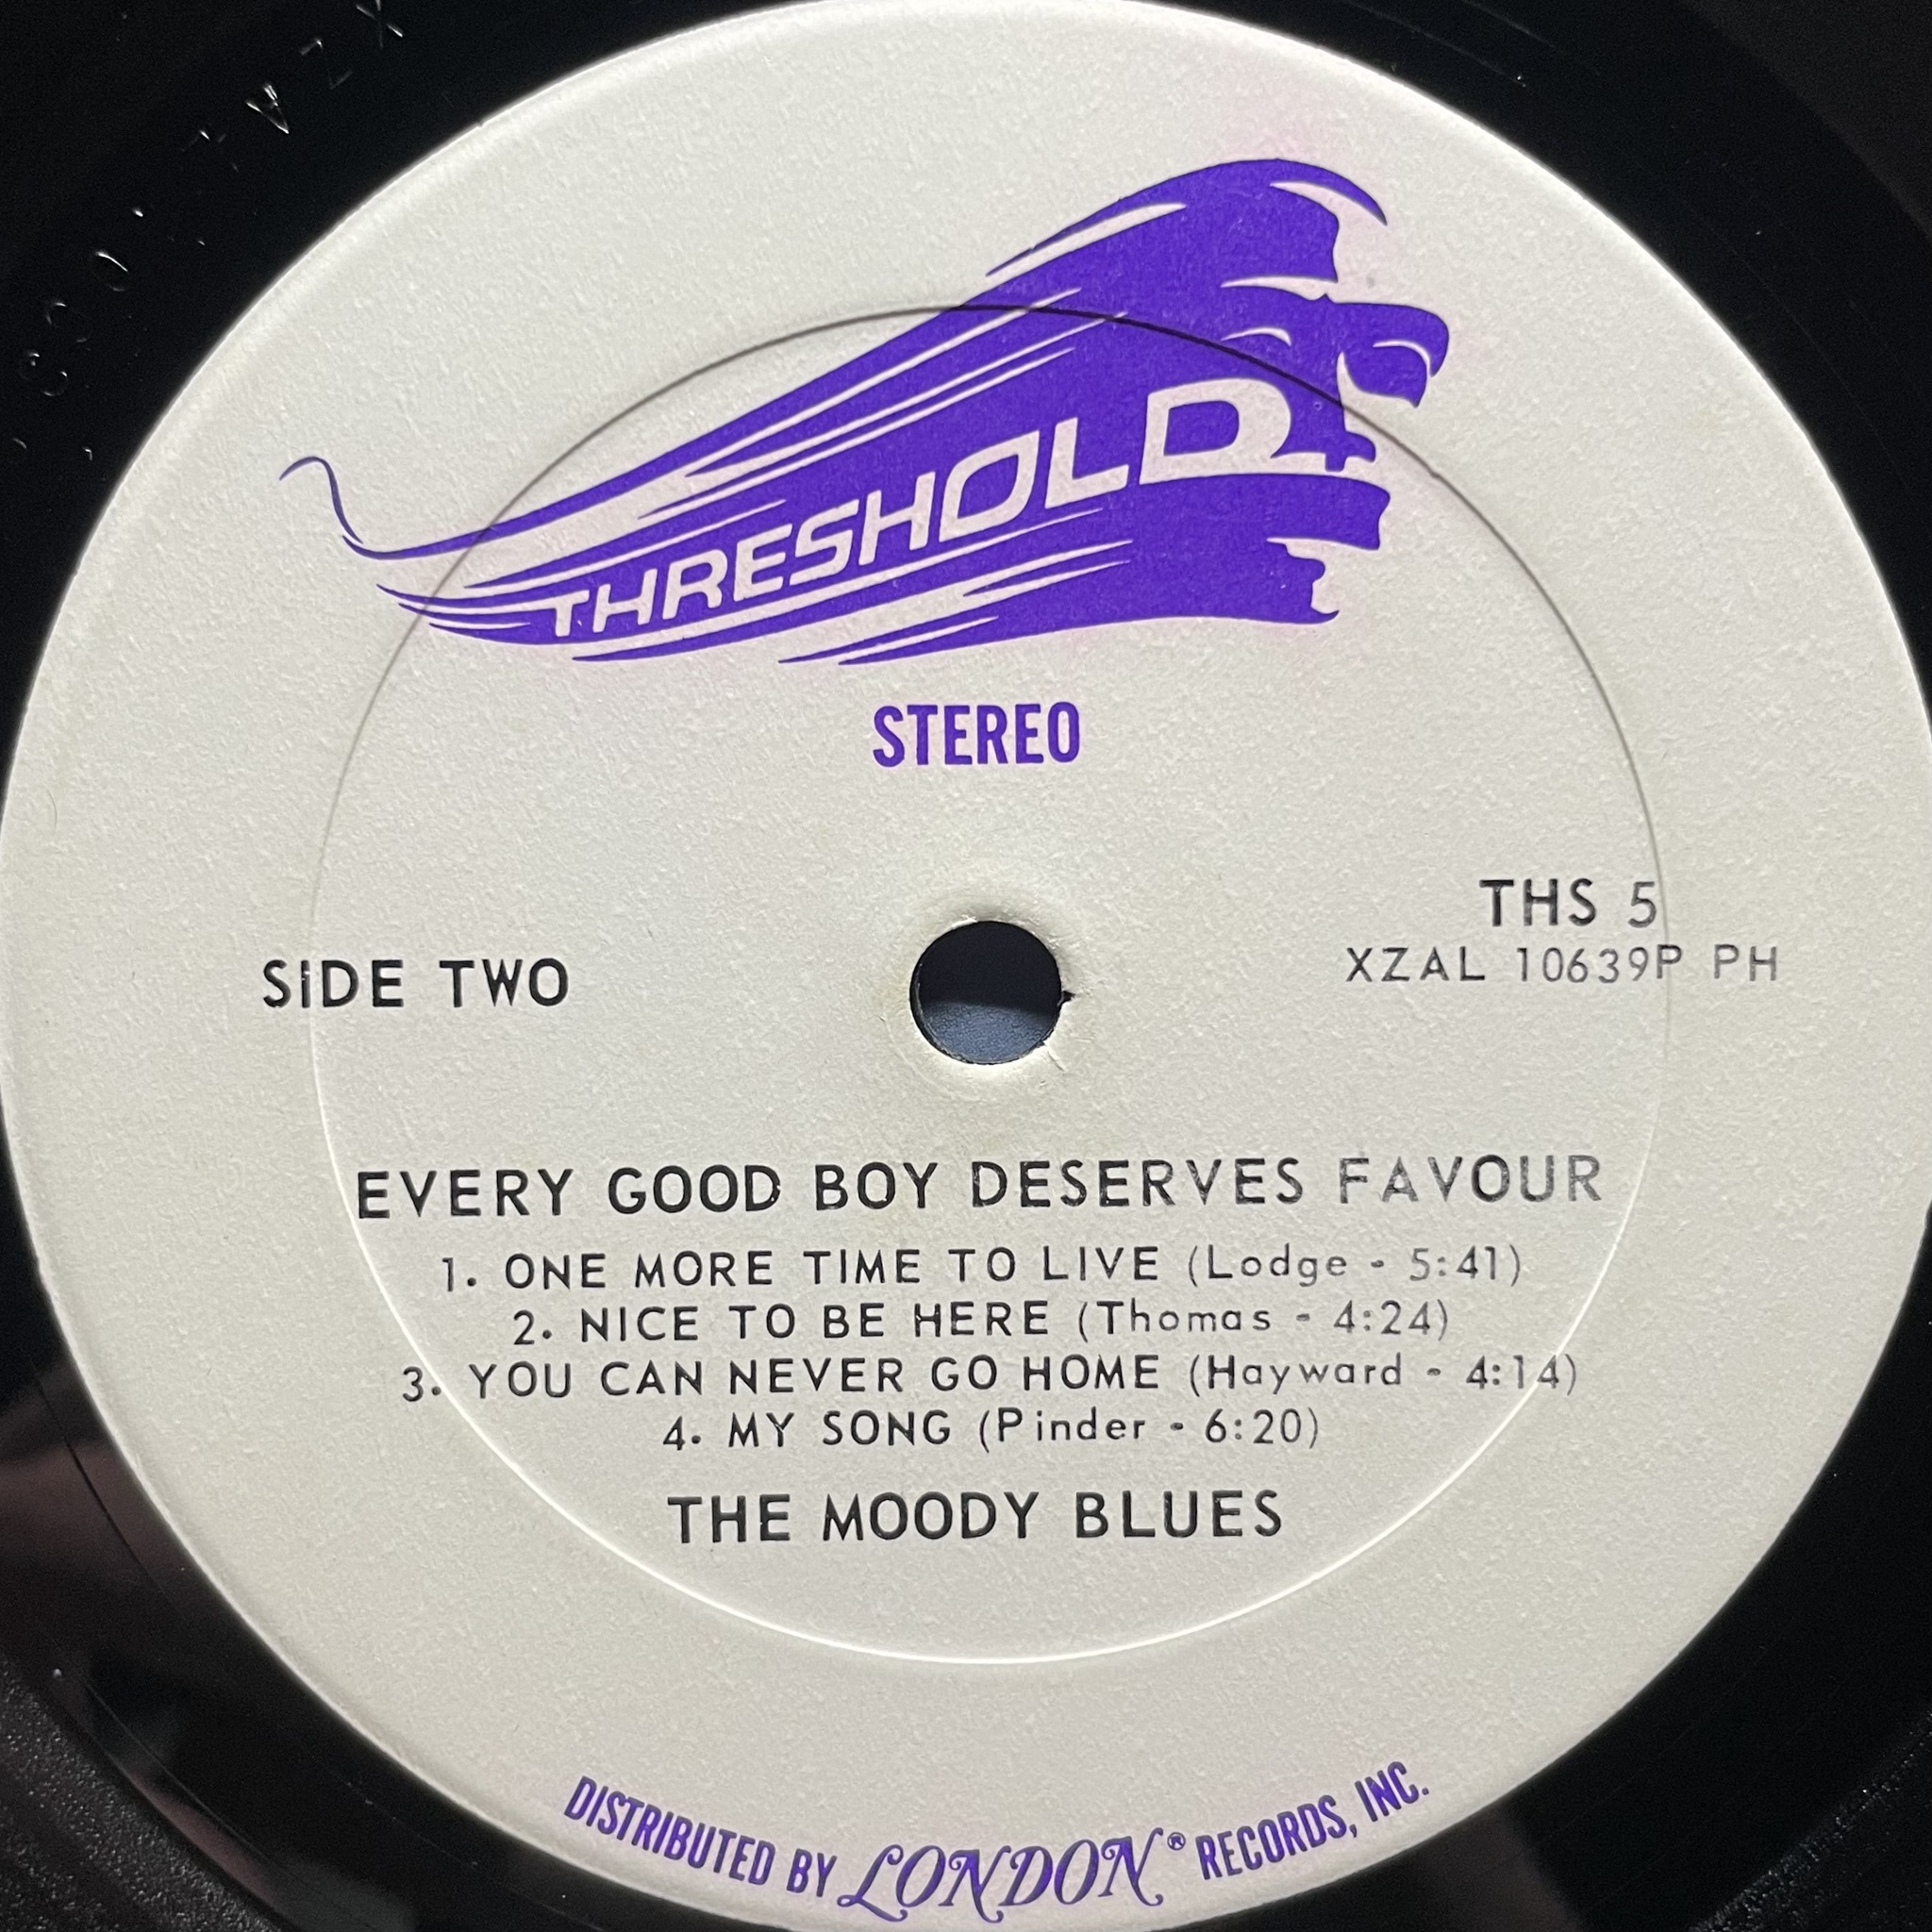 THRESHOLD
STEREO
THS 5
XZAL 10639P PH
SIDE TWO
EVERY GOOD BOY DESERVES FAVOUR
1. ONE MORE TIME TO LIVE (Lodge - 5:41)
2. NICE TO BE HERE (Thomas - 4:24)
3. YOU CAN NEVER GO HOME (Hayward - 4:14)
4. MY SONG (Pinder - 6:20)
THE MOODY BLUES
DISTRIBUTED BY LONDON® RECORDS, INC.